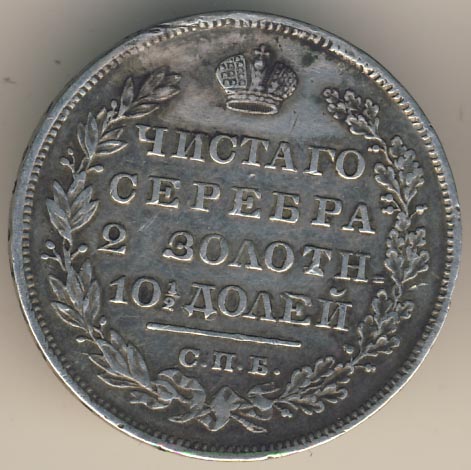 ЧИСТАГО
СЕРЕБРА
2 ЗОЛОТН.
10½ ДОЛЕЙ
С.П.Б.